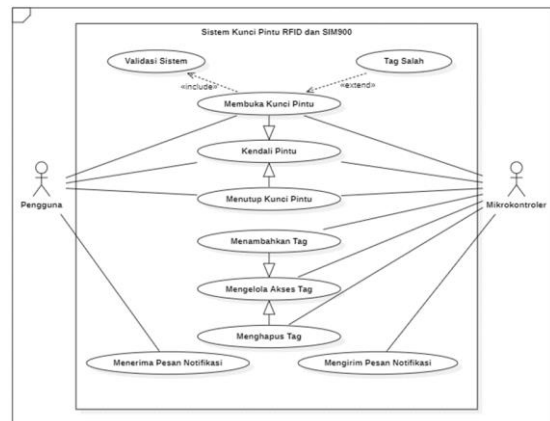 Sistem Kunci Pintu RFID dan SIM900
Validasi Sistem
Tag Salah
«include»
«extend»
Membuka Kunci Pintu
Kendali Pintu
Pengguna
Mikrokontroler
Menutup Kunci Pintu
Menambahkan Tag
Mengelola Akses Tag
Menghapus Tag
Menerima Pesan Notifikasi
Mengirim Pesan Notifikasi